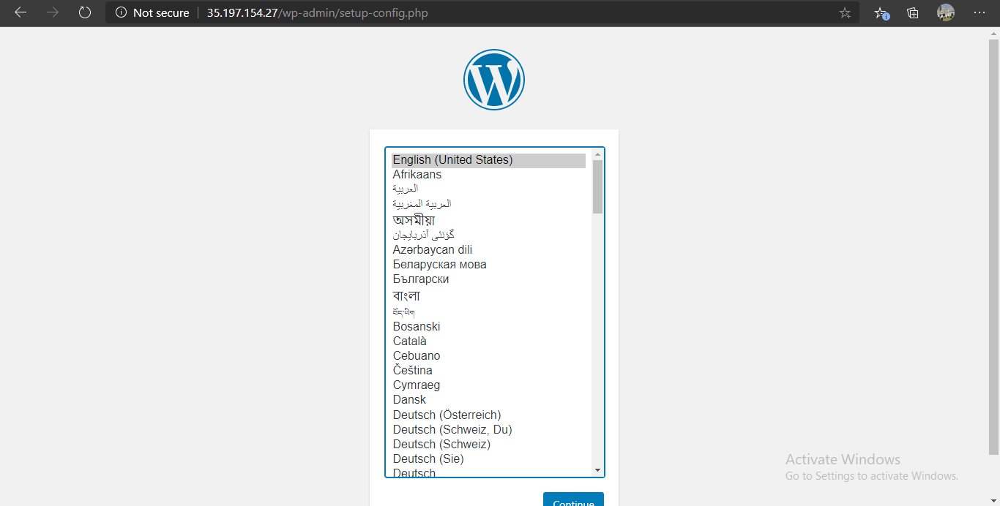 Not secure 35.197.154.27/wp-admin/setup-config.php
English (United States)
Afrikaans
العربية
العربية المغربية
অসমীয়া
گؤنئی آذربایجان
Azərbaycan dili
Беларуская мова
Български
বাংলা
བོད་ཡིག
Bosanski
Català
Cebuano
Čeština
Cymraeg
Dansk
Deutsch (Österreich)
Deutsch (Schweiz, Du)
Deutsch (Schweiz)
Deutsch (Sie)
Deutsch
Continue
Activate Windows
Go to Settings to activate Windows.